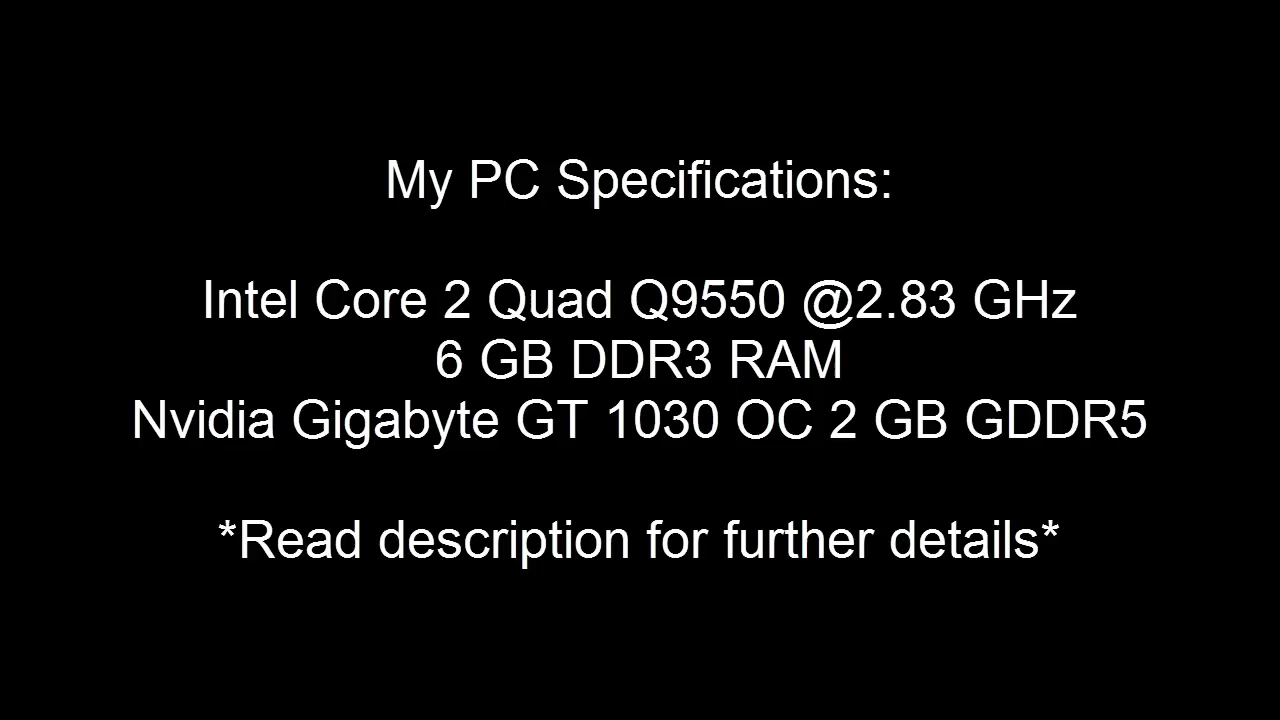 My PC Specifications:
Intel Core 2 Quad Q9550 @2.83 GHz
6 GB DDR3 RAM
Nvidia Gigabyte GT 1030 OC 2 GB GDDR5
*Read description for further details*